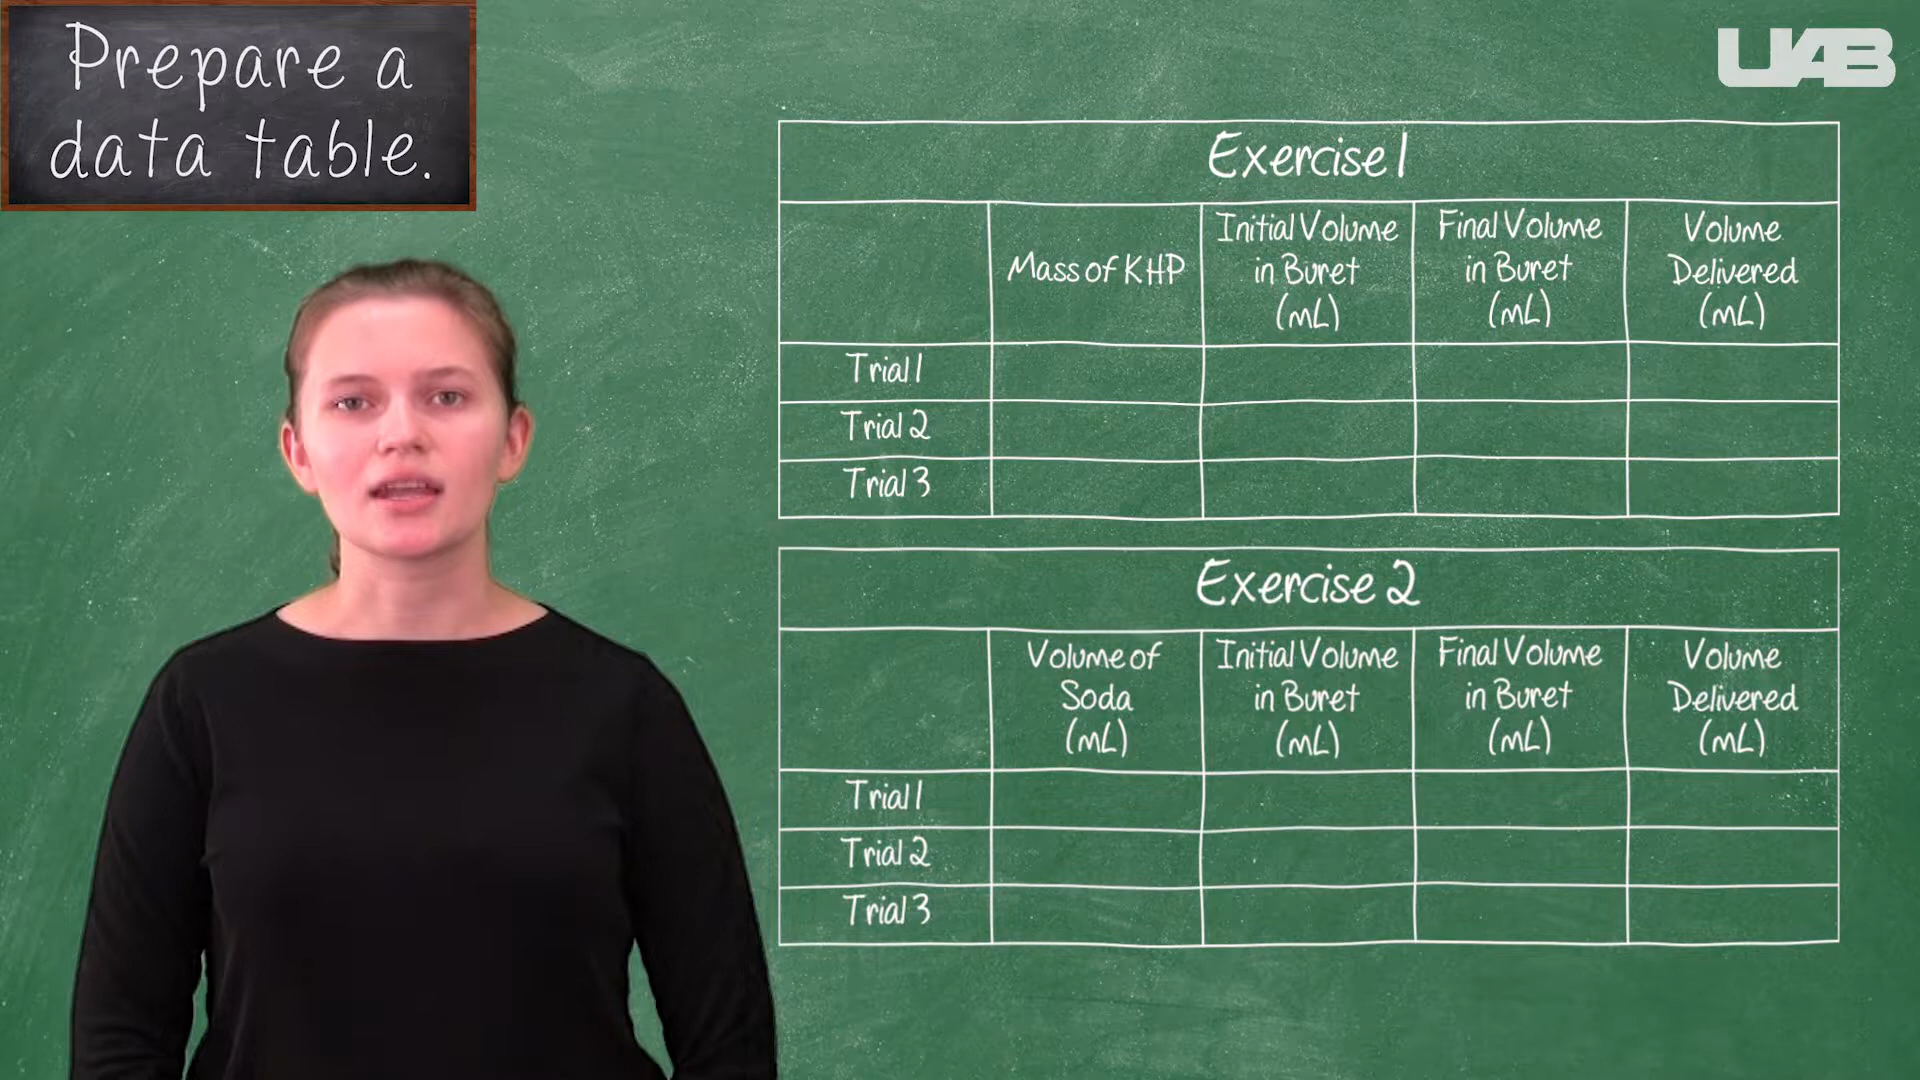 Prepare a
data table.
UAB
Exercise 1
Mass of KHP
Initial Volume
in Buret
(mL)
Final Volume
in Buret
(mL)
Volume
Delivered
(mL)
Trial 1
Trial 2
Trial 3
Exercise 2
Volume of
Soda
(mL)
Initial Volume
in Buret
(mL)
Final Volume
in Buret
(mL)
Volume
Delivered
(mL)
Trial 1
Trial 2
Trial 3